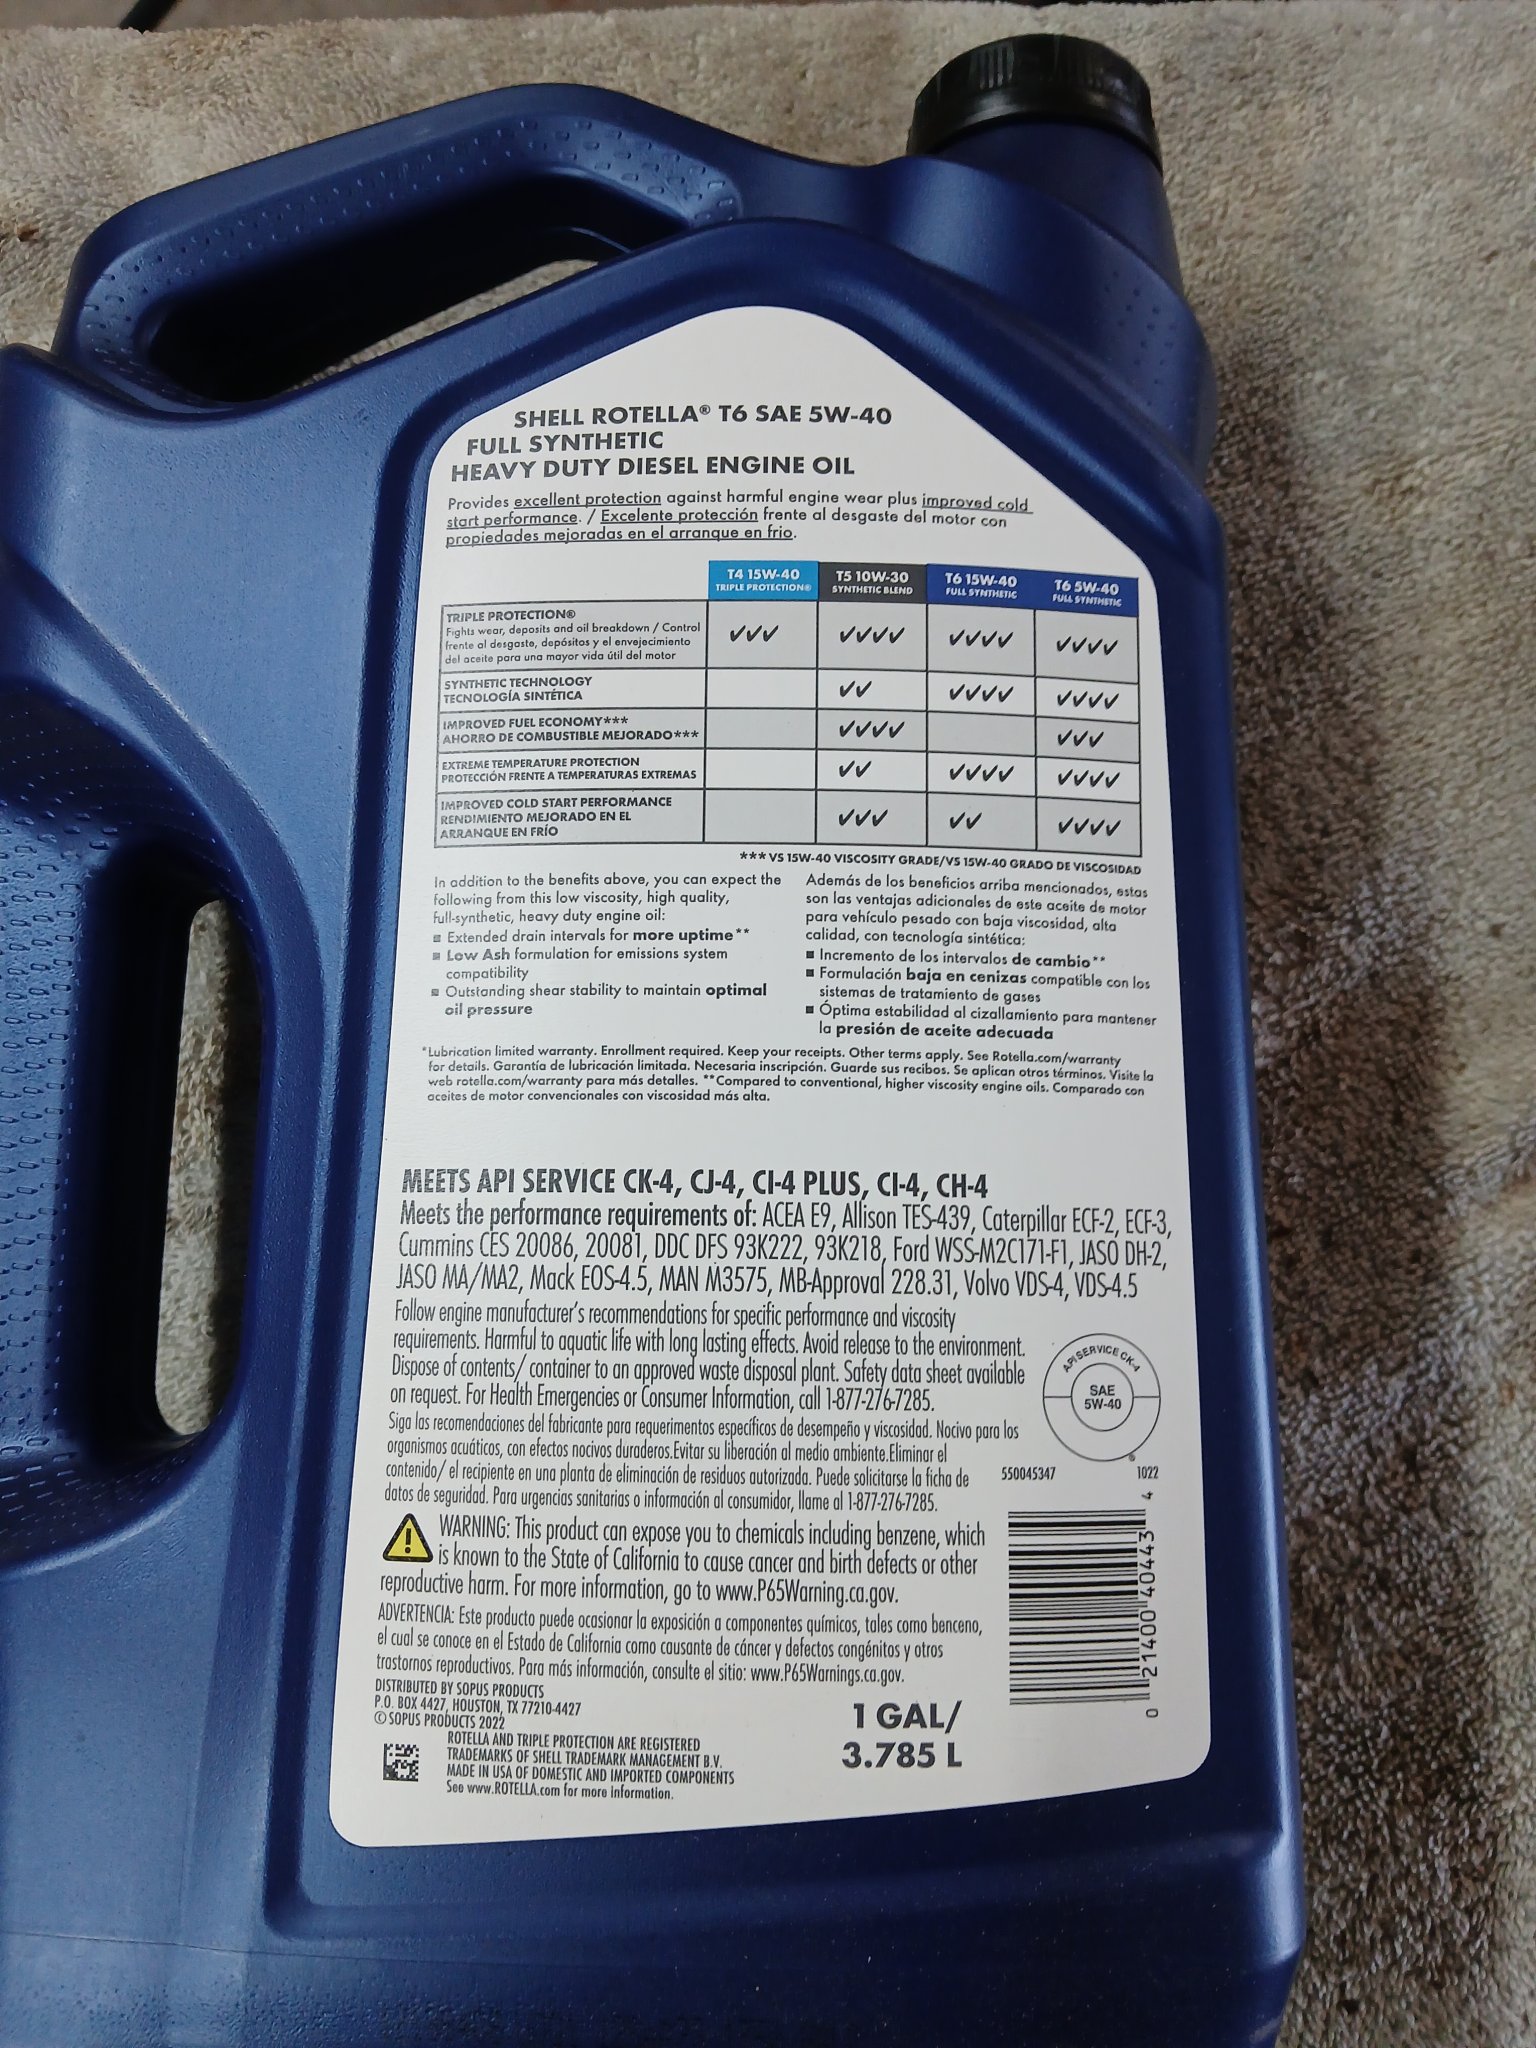 SHELL ROTELLA® T6 SAE 5W-40
FULL SYNTHETIC
HEAVY DUTY DIESEL ENGINE OIL
Provides excellent protection against harmful engine wear plus improved cold
start performance. / Excelente protección frente al desgaste del motor con
propiedades mejoradas en el arranque en frio.
T4 15W-40
TRIPLE PROTECTION®
T5 10W-30
SYNTHETIC BLEND
T6 15W-40
FULL SYNTHETIC
T6 5W-40
FULL SYNTHETIC
TRIPLE PROTECTION®
Fights wear, deposits and oil breakdown / Control
frente al desgaste, depósitos y el envejecimiento
del aceite para una mayor vida útil del motor
✓✓✓ ✓✓✓✓ ✓✓✓✓ ✓✓✓✓
SYNTHETIC TECHNOLOGY
TECNOLOGÍA SINTÉTICA
✓✓ ✓✓✓✓ ✓✓✓✓
IMPROVED FUEL ECONOMY***
AHORRO DE COMBUSTIBLE MEJORADO***
✓✓✓✓ ✓✓✓
EXTREME TEMPERATURE PROTECTION
PROTECCIÓN FRENTE A TEMPERATURAS EXTREMAS
✓✓ ✓✓✓✓ ✓✓✓✓
IMPROVED COLD START PERFORMANCE
RENDIMIENTO MEJORADO EN EL
ARRANQUE EN FRÍO
✓✓✓ ✓✓ ✓✓✓✓
*** VS 15W-40 VISCOSITY GRADE/VS 15W-40 GRADO DE VISCOSIDAD
In addition to the benefits above, you can expect the
following from this low viscosity, high quality,
full-synthetic, heavy duty engine oil:
■ Extended drain intervals for more uptime**
■ Low Ash formulation for emissions system
compatibility
■ Outstanding shear stability to maintain optimal
oil pressure
Además de los beneficios arriba mencionados, estas
son las ventajas adicionales de este aceite de motor
para vehículo pesado con baja viscosidad, alta
calidad, con tecnología sintética:
■ Incremento de los intervalos de cambio**
■ Formulación baja en cenizas compatible con los
sistemas de tratamiento de gases
■ Óptima estabilidad al cizallamiento para mantener
la presión de aceite adecuada
*Lubrication limited warranty. Enrollment required. Keep your receipts. Other terms apply. See Rotella.com/warranty
for details. Garantía de lubricación limitada. Necesaria inscripción. Guarde sus recibos. Se aplican otros términos. Visite la
web rotella.com/warranty para más detalles. **Compared to conventional, higher viscosity engine oils. Comparado con
aceites de motor convencionales con viscosidad más alta.
MEETS API SERVICE CK-4, CJ-4, CI-4 PLUS, CI-4, CH-4
Meets the performance requirements of: ACEA E9, Allison TES-439, Caterpillar ECF-2, ECF-3,
Cummins CES 20086, 20081, DDC DFS 93K222, 93K218, Ford WSS-M2C171-F1, JASO DH-2,
JASO MA/MA2, Mack EOS-4.5, MAN M3575, MB-Approval 228.31, Volvo VDS-4, VDS-4.5
Follow engine manufacturer's recommendations for specific performance and viscosity
requirements. Harmful to aquatic life with long lasting effects. Avoid release to the environment.
Dispose of contents/ container to an approved waste disposal plant. Safety data sheet available
on request. For Health Emergencies or Consumer Information, call 1-877-276-7285.
Siga las recomendaciones del fabricante para requerimentos específicos de desempeño y viscosidad. Nocivo para los
organismos acuáticos, con efectos nocivos duraderos.Evitar su liberación al medio ambiente.Eliminar el
contenido/ el recipiente en una planta de eliminación de residuos autorizada. Puede solicitarse la ficha de
datos de seguridad. Para urgencias sanitarias o información al consumidor, llame al 1-877-276-7285.
API SERVICE CK-4
SAE
5W-40
®
550045347 1022
WARNING: This product can expose you to chemicals including benzene, which
is known to the State of California to cause cancer and birth defects or other
reproductive harm. For more information, go to www.P65Warning.ca.gov.
ADVERTENCIA: Este producto puede ocasionar la exposición a componentes químicos, tales como benceno,
el cual se conoce en el Estado de California como causante de cáncer y defectos congénitos y otros
trastornos reproductivos. Para más información, consulte el sitio: www.P65Warnings.ca.gov.
0 21400 40443 4
DISTRIBUTED BY SOPUS PRODUCTS
P.O. BOX 4427, HOUSTON, TX 77210-4427
© SOPUS PRODUCTS 2022
ROTELLA AND TRIPLE PROTECTION ARE REGISTERED
TRADEMARKS OF SHELL TRADEMARK MANAGEMENT B.V.
MADE IN USA OF DOMESTIC AND IMPORTED COMPONENTS
See www.ROTELLA.com for more information.
1 GAL/
3.785 L